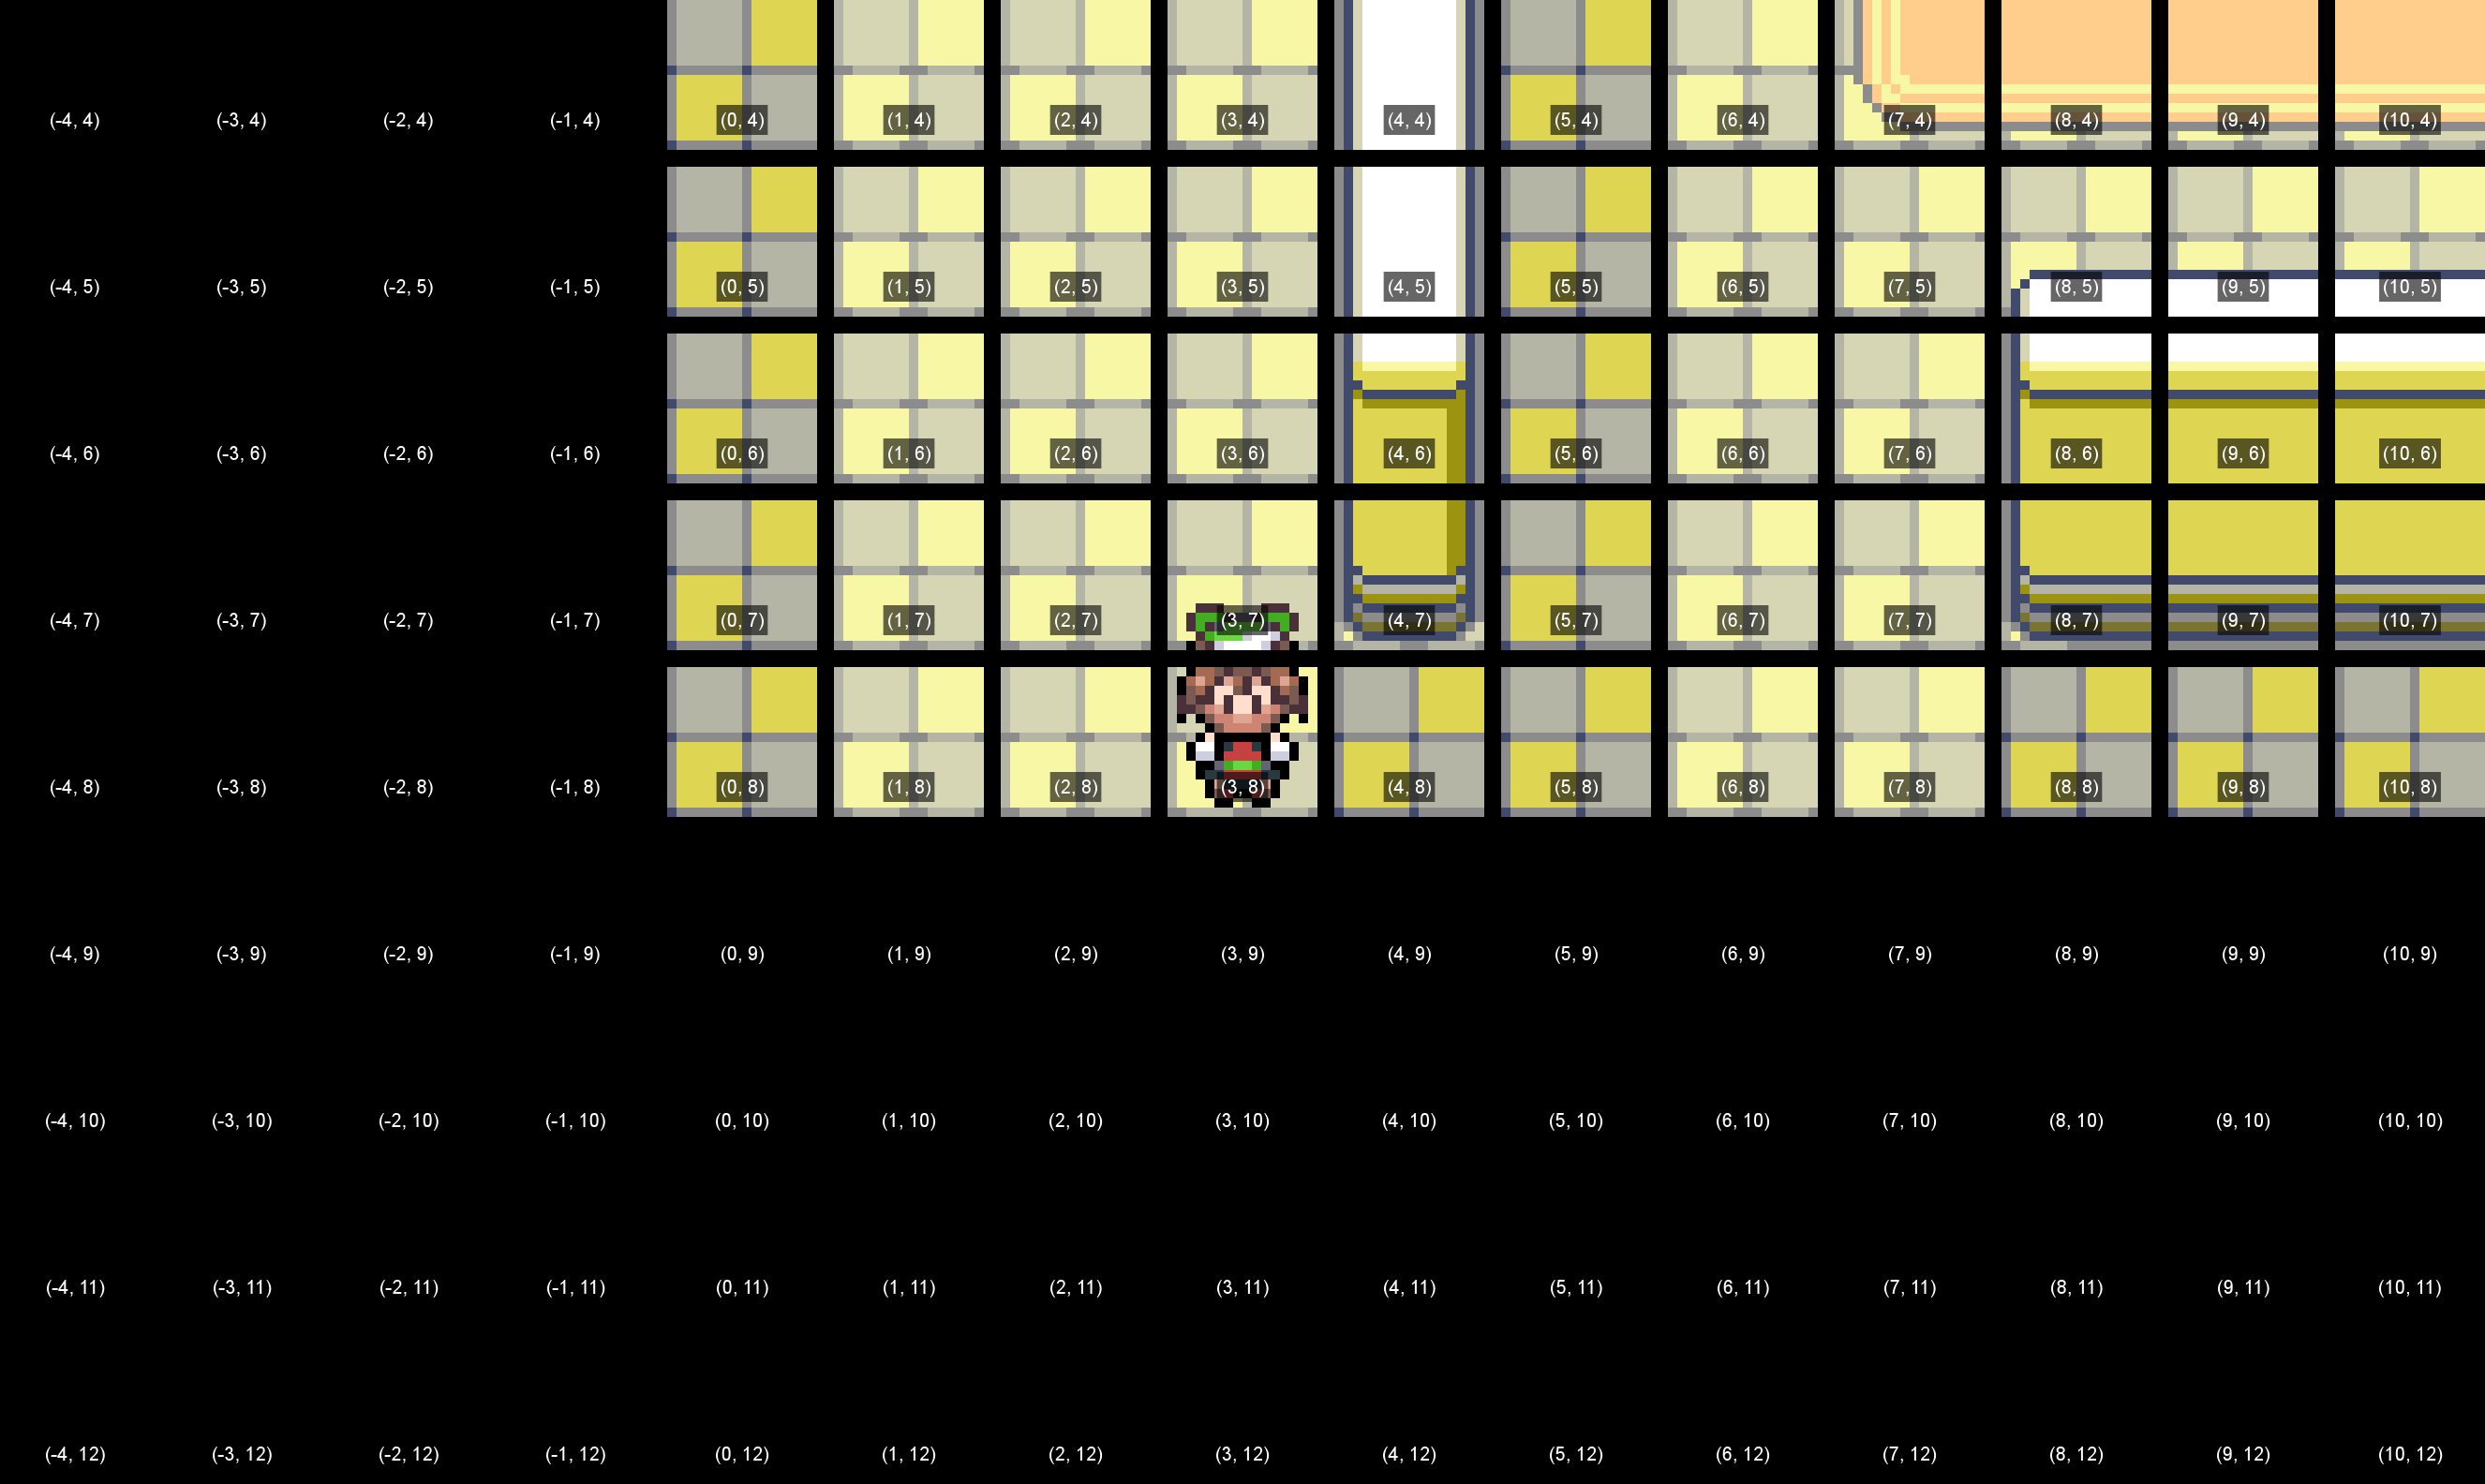 (-4, 4) (-3, 4) (-2, 4) (-1, 4) (0, 4) (1, 4) (2, 4) (3, 4) (4, 4) (5, 4) (6, 4) (7, 4) (8, 4) (9, 4) (10, 4)
(-4, 5) (-3, 5) (-2, 5) (-1, 5) (0, 5) (1, 5) (2, 5) (3, 5) (4, 5) (5, 5) (6, 5) (7, 5) (8, 5) (9, 5) (10, 5)
(-4, 6) (-3, 6) (-2, 6) (-1, 6) (0, 6) (1, 6) (2, 6) (3, 6) (4, 6) (5, 6) (6, 6) (7, 6) (8, 6) (9, 6) (10, 6)
(-4, 7) (-3, 7) (-2, 7) (-1, 7) (0, 7) (1, 7) (2, 7) (3, 7) (4, 7) (5, 7) (6, 7) (7, 7) (8, 7) (9, 7) (10, 7)
(-4, 8) (-3, 8) (-2, 8) (-1, 8) (0, 8) (1, 8) (2, 8) (3, 8) (4, 8) (5, 8) (6, 8) (7, 8) (8, 8) (9, 8) (10, 8)
(-4, 9) (-3, 9) (-2, 9) (-1, 9) (0, 9) (1, 9) (2, 9) (3, 9) (4, 9) (5, 9) (6, 9) (7, 9) (8, 9) (9, 9) (10, 9)
(-4, 10) (-3, 10) (-2, 10) (-1, 10) (0, 10) (1, 10) (2, 10) (3, 10) (4, 10) (5, 10) (6, 10) (7, 10) (8, 10) (9, 10) (10, 10)
(-4, 11) (-3, 11) (-2, 11) (-1, 11) (0, 11) (1, 11) (2, 11) (3, 11) (4, 11) (5, 11) (6, 11) (7, 11) (8, 11) (9, 11) (10, 11)
(-4, 12) (-3, 12) (-2, 12) (-1, 12) (0, 12) (1, 12) (2, 12) (3, 12) (4, 12) (5, 12) (6, 12) (7, 12) (8, 12) (9, 12) (10, 12)